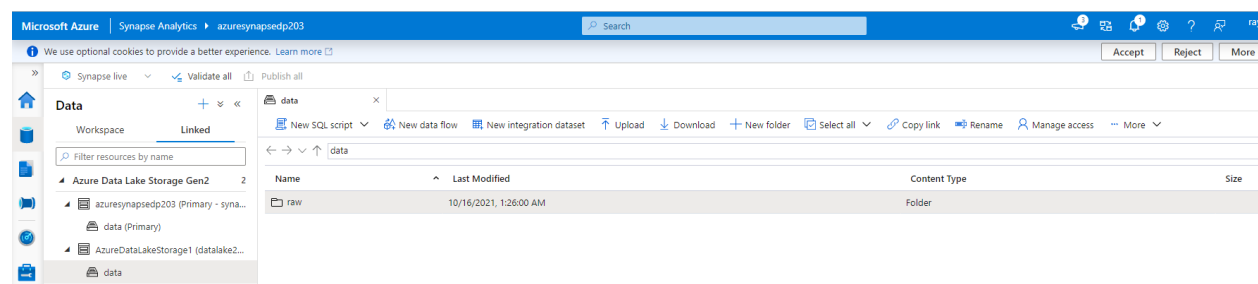 Microsoft Azure Synapse Analytics azuresynapsedp203 Search 3
We use optional cookies to provide a better experience. Learn more Accept Reject More
Synapse live Validate all Publish all
Data
Workspace Linked
Filter resources by name
Azure Data Lake Storage Gen2 2
azuresynapsedp203 (Primary - syna...
data (Primary)
AzureDataLakeStorage1 (datalake2...
data
data
New SQL script New data flow New integration dataset Upload Download New folder Select all Copy link Rename Manage access ... More
data
Name Last Modified Content Type Size
raw 10/16/2021, 1:26:00 AM Folder